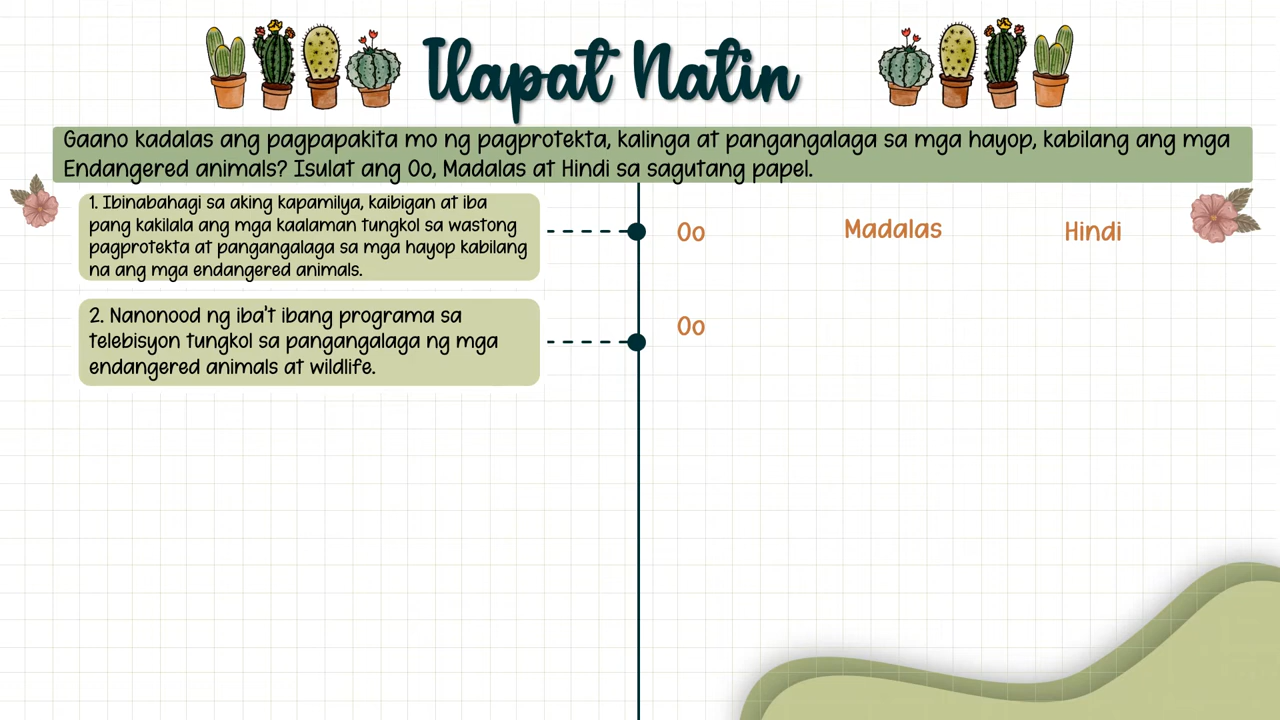 Ilapat Natin
Gaano kadalas ang pagpapakita mo ng pagprotekta, kalinga at pangangalaga sa mga hayop, kabilang ang mga
Endangered animals? Isulat ang Oo, Madalas at Hindi sa sagutang papel.
1. Ibinabahagi sa aking kapamilya, kaibigan at iba
pang kakilala ang mga kaalaman tungkol sa wastong
pagprotekta at pangangalaga sa mga hayop kabilang
na ang mga endangered animals.
Oo Madalas Hindi
2. Nanonood ng iba't ibang programa sa
telebisyon tungkol sa pangangalaga ng mga
endangered animals at wildlife.
Oo